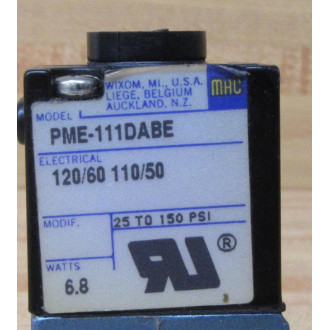 WIXOM, MI., U.S.A.
LIEGE, BELGIUM
AUCKLAND, N.Z.
MAC
MODEL
PME-111DABE
ELECTRICAL
120/60 110/50
MODIF.
25 TO 150 PSI
WATTS
6.8
RU®